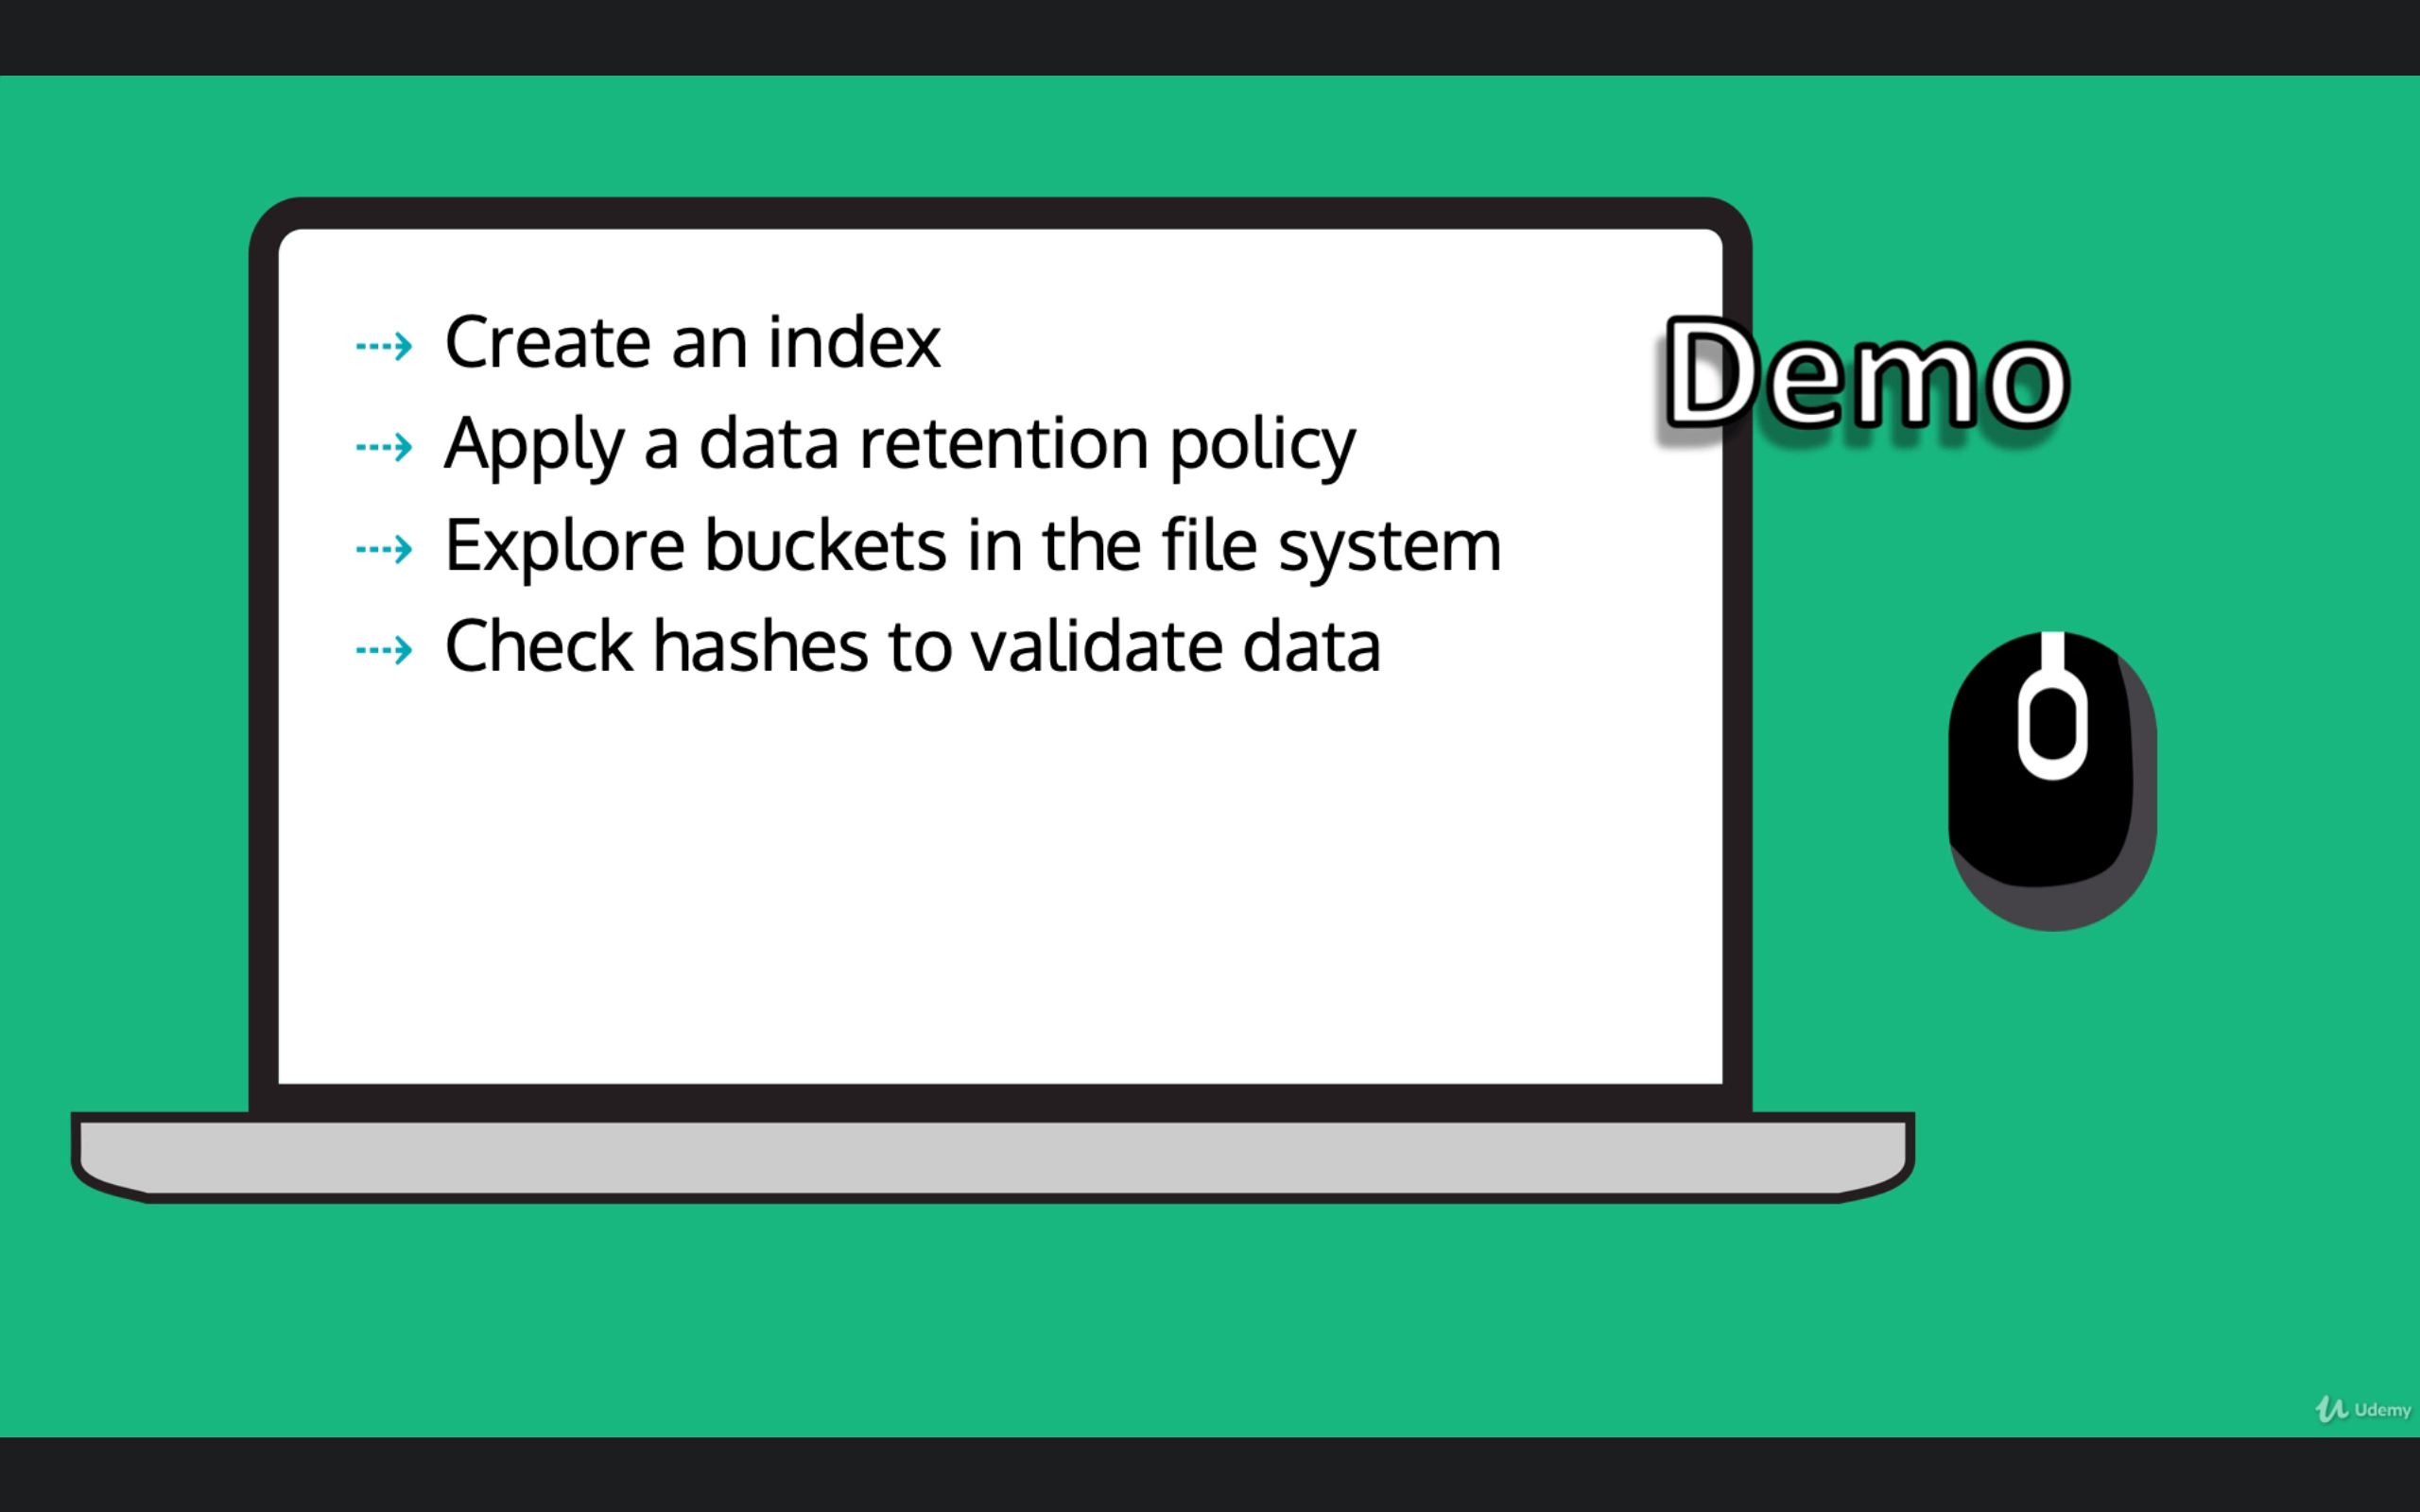 Create an index
Apply a data retention policy
Explore buckets in the file system
Check hashes to validate data
Demo
Udemy